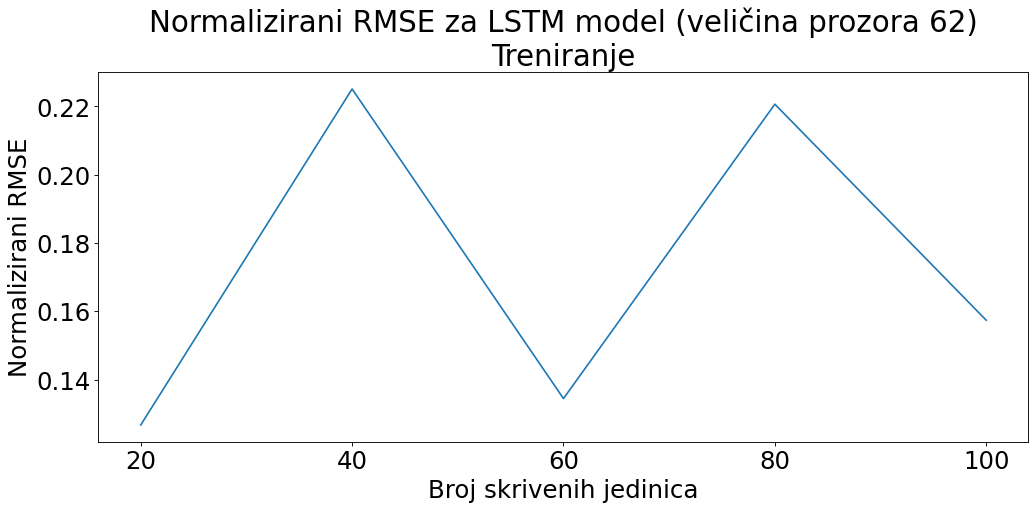 Normalizirani RMSE za LSTM model (veličina prozora 62)
Treniranje
Normalizirani RMSE
0.22
0.20
0.18
0.16
0.14
20 40 60 80 100
Broj skrivenih jedinica